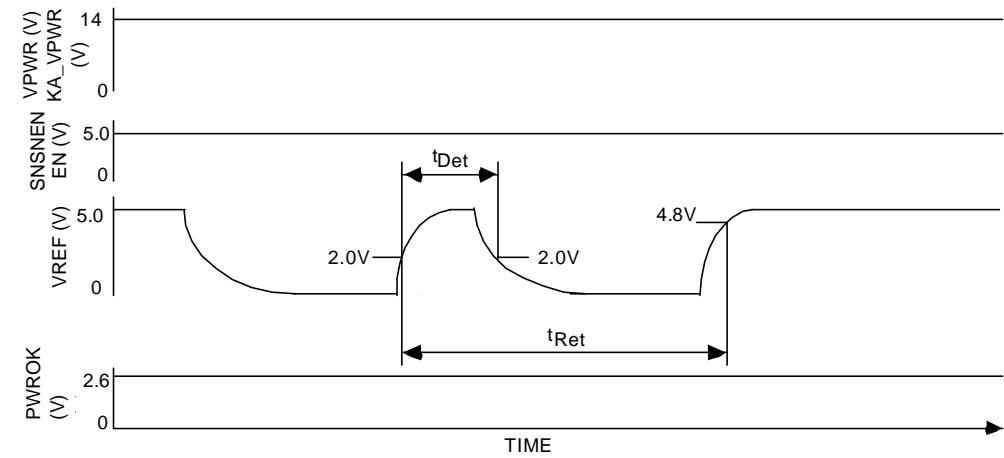 VPWR (V)
KA_VPWR
(V)
14
0
SNSNEN
EN (V)
5.0
0
tDet
VREF (V)
5.0
0
2.0V
2.0V
4.8V
tRet
PWROK
(V)
2.6
0
TIME